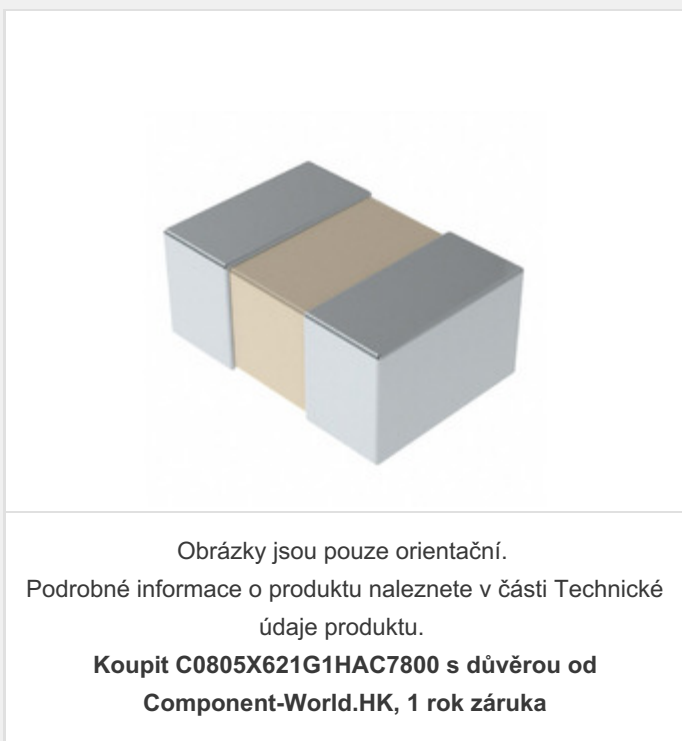 Obrázky jsou pouze orientační.
Podrobné informace o produktu naleznete v části Technické
údaje produktu.
Koupit C0805X621G1HAC7800 s důvěrou od
Component-World.HK, 1 rok záruka